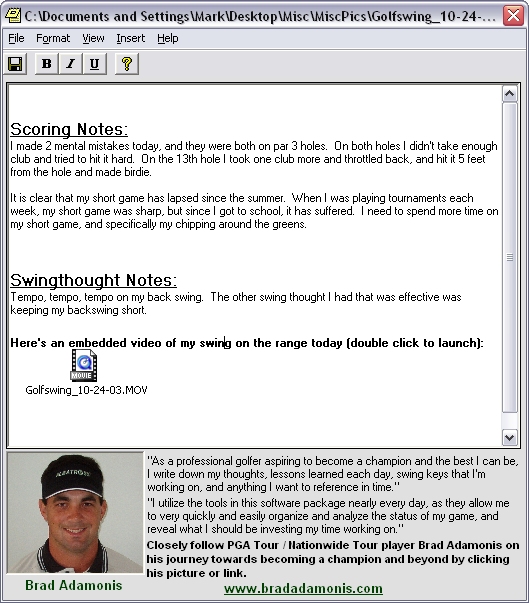 C:\Documents and Settings\Mark\Desktop\Misc\MiscPics\Golfswing_10-24-...
File Format View Insert Help
B I U ?
Scoring Notes:
I made 2 mental mistakes today, and they were both on par 3 holes. On both holes I didn't take enough
club and tried to hit it hard. On the 13th hole I took one club more and throttled back, and hit it 5 feet
from the hole and made birdie.
It is clear that my short game has lapsed since the summer. When I was playing tournaments each
week, my short game was sharp, but since I got to school, it has suffered. I need to spend more time on
my short game, and specifically my chipping around the greens.
Swingthought Notes:
Tempo, tempo, tempo on my back swing. The other swing thought I had that was effective was
keeping my backswing short.
Here's an embedded video of my swing on the range today (double click to launch):
MOVIE
Golfswing_10-24-03.MOV
ALBATROSS
"As a professional golfer aspiring to become a champion and the best I can be,
I write down my thoughts, lessons learned each day, swing keys that I'm
working on, and anything I want to reference in time."
"I utilize the tools in this software package nearly every day, as they allow me
to very quickly and easily organize and analyze the status of my game, and
reveal what I should be investing my time working on."
Closely follow PGA Tour / Nationwide Tour player Brad Adamonis on
his journey towards becoming a champion and beyond by clicking
his picture or link.
Brad Adamonis
www.bradadamonis.com